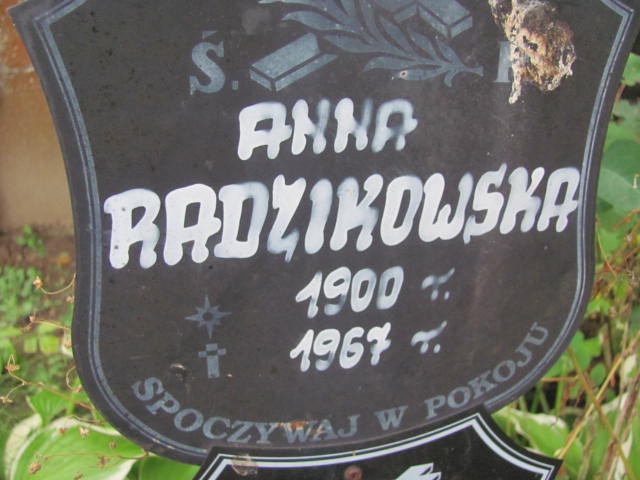 Ś. P
ANNA
RADZIKOWSKA
1900 r.
1967 r.
SPOCZYWAJ W POKOJU